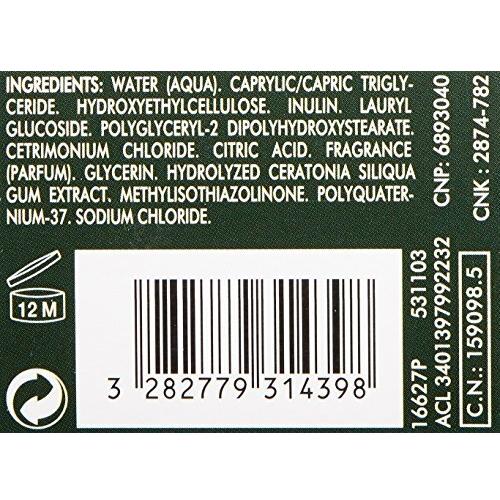 INGREDIENTS: WATER (AQUA). CAPRYLIC/CAPRIC TRIGLY-
CERIDE. HYDROXYETHYLCELLULOSE. INULIN. LAURYL
GLUCOSIDE. POLYGLYCERYL-2 DIPOLYHYDROXYSTEARATE.
CETRIMONIUM CHLORIDE. CITRIC ACID. FRAGRANCE
(PARFUM). GLYCERIN. HYDROLYZED CERATONIA SILIQUA
GUM EXTRACT. METHYLISOTHIAZOLINONE. POLYQUATER-
NIUM-37. SODIUM CHLORIDE.
12 M
3 282779 314398
16627P 531103
ACL 3401397992232
CNP: 6893040
CNK : 2874-782
C.N.: 159098.5